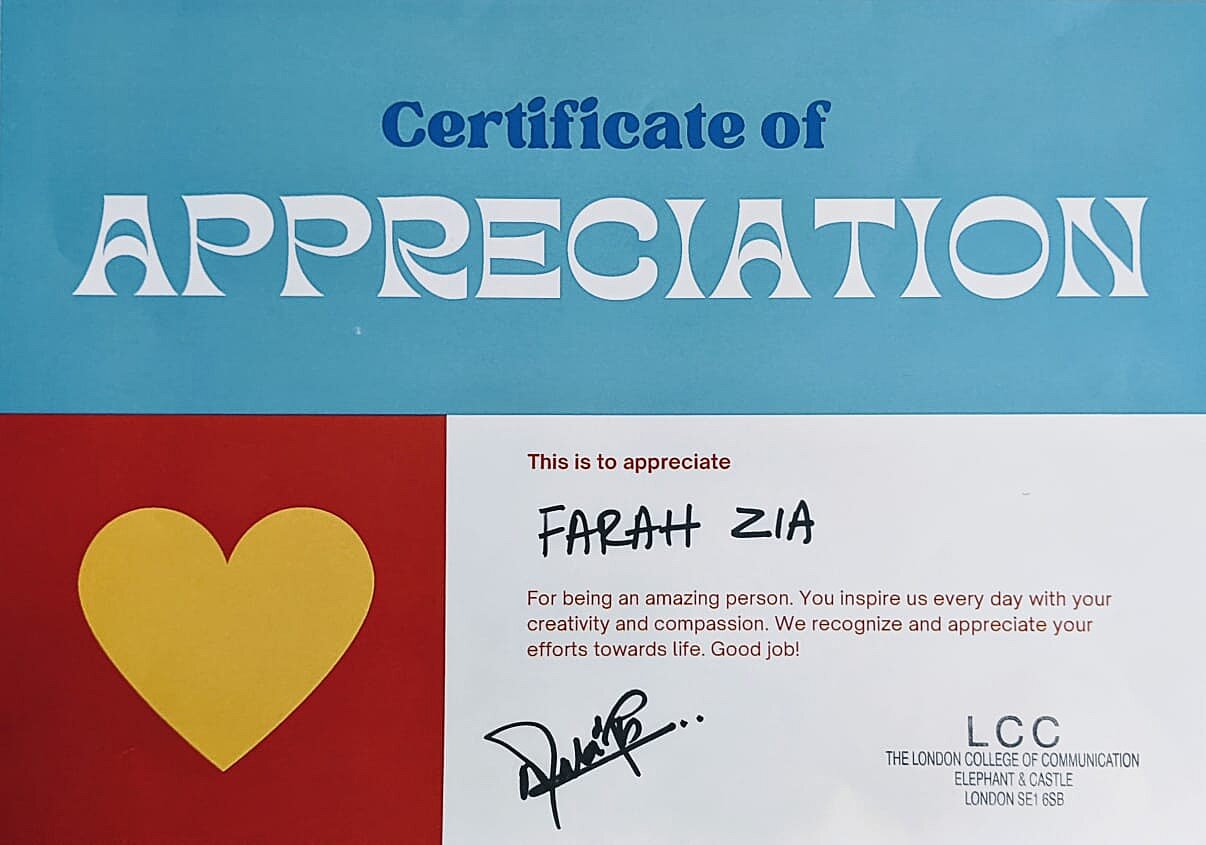 Certificate of
APPRECIATION
This is to appreciate
FARAH ZIA
For being an amazing person. You inspire us every day with your
creativity and compassion. We recognize and appreciate your
efforts towards life. Good job!
LCC
THE LONDON COLLEGE OF COMMUNICATION
ELEPHANT & CASTLE
LONDON SE1 6SB